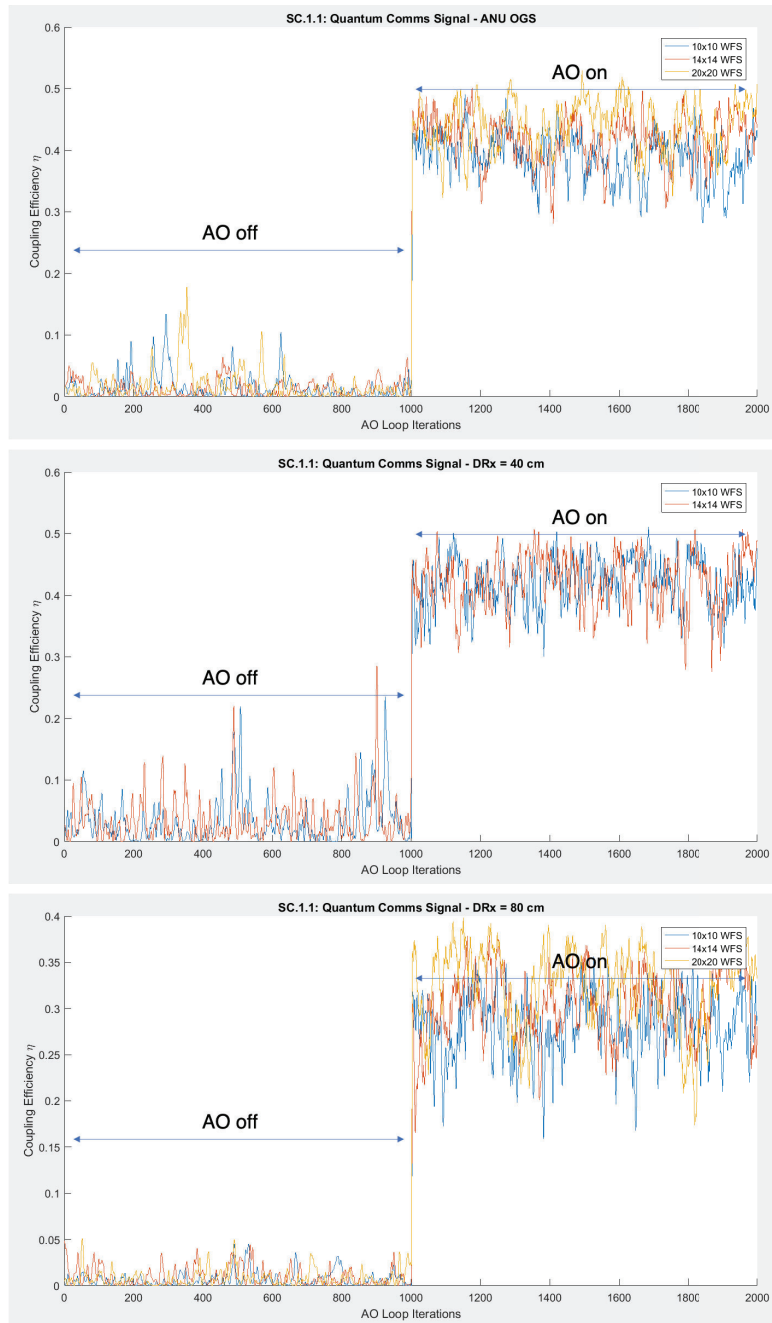 SC.1.1: Quantum Comms Signal - ANU OGS
0.6
0.5
0.4
0.3
0.2
0.1
0
Coupling Efficiency η
AO off
AO on
10x10 WFS
14x14 WFS
20x20 WFS
0 200 400 600 800 1000 1200 1400 1600 1800 2000
AO Loop Iterations
SC.1.1: Quantum Comms Signal - DRx = 40 cm
0.6
0.5
0.4
0.3
0.2
0.1
0
Coupling Efficiency η
AO off
AO on
10x10 WFS
14x14 WFS
0 200 400 600 800 1000 1200 1400 1600 1800 2000
AO Loop Iterations
SC.1.1: Quantum Comms Signal - DRx = 80 cm
0.4
0.35
0.3
0.25
0.2
0.15
0.1
0.05
0
Coupling Efficiency η
AO off
AO on
10x10 WFS
14x14 WFS
20x20 WFS
0 200 400 600 800 1000 1200 1400 1600 1800 2000
AO Loop Iterations